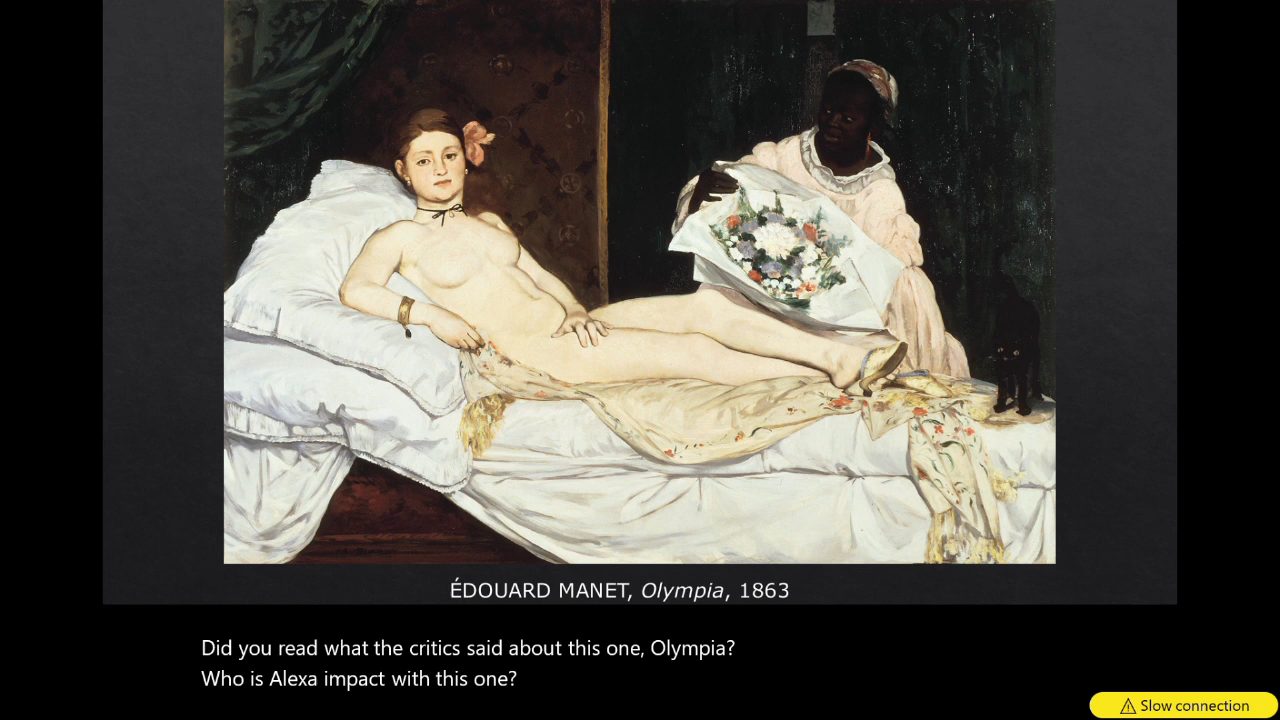 ÉDOUARD MANET, Olympia, 1863
Did you read what the critics said about this one, Olympia?
Who is Alexa impact with this one?
Slow connection